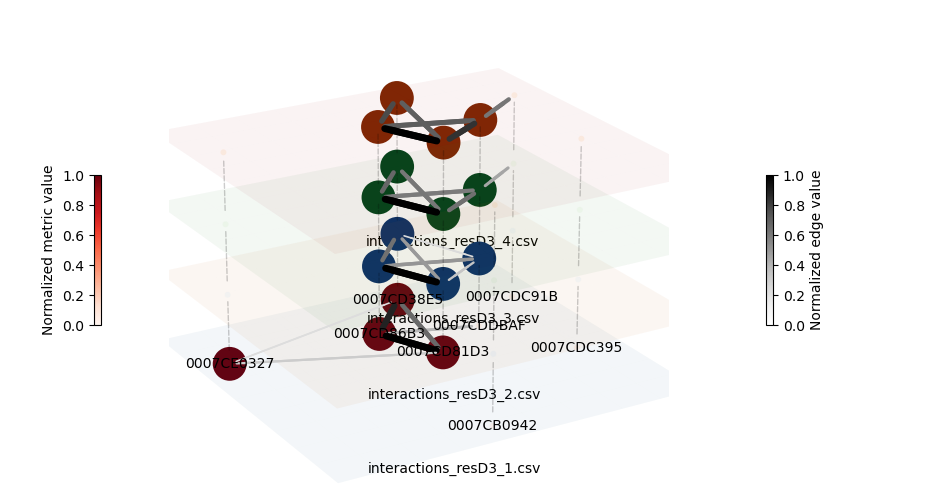 Normalized metric value
1.0
0.8
0.6
0.4
0.2
0.0
Normalized edge value
1.0
0.8
0.6
0.4
0.2
0.0
interactions_resD3_4.csv
0007CDC91B
0007CD38E5
interactions_resD3_3.csv
0007CDDBAF
0007CD86B3
0007CDC395
0007CD81D3
0007CE0327
interactions_resD3_2.csv
0007CB0942
interactions_resD3_1.csv